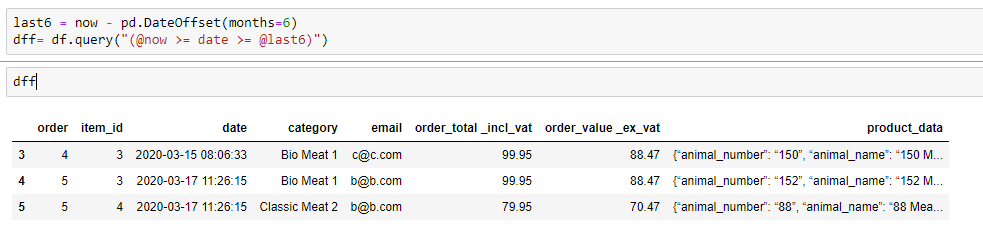 last6 = now - pd.DateOffset(months=6)
dff= df.query("(@now >= date >= @last6)")
dff
order item_id date category email order_total _incl_vat order_value _ex_vat product_data
3 4 3 2020-03-15 08:06:33 Bio Meat 1 c@c.com 99.95 88.47 {“animal_number”: “150”, “animal_name”: “150 M...
4 5 3 2020-03-17 11:26:15 Bio Meat 1 b@b.com 99.95 88.47 {“animal_number”: “152”, “animal_name”: “152 M...
5 5 4 2020-03-17 11:26:15 Classic Meat 2 b@b.com 79.95 70.47 {“animal_number”: “88”, “animal_name”: “88 Mea...